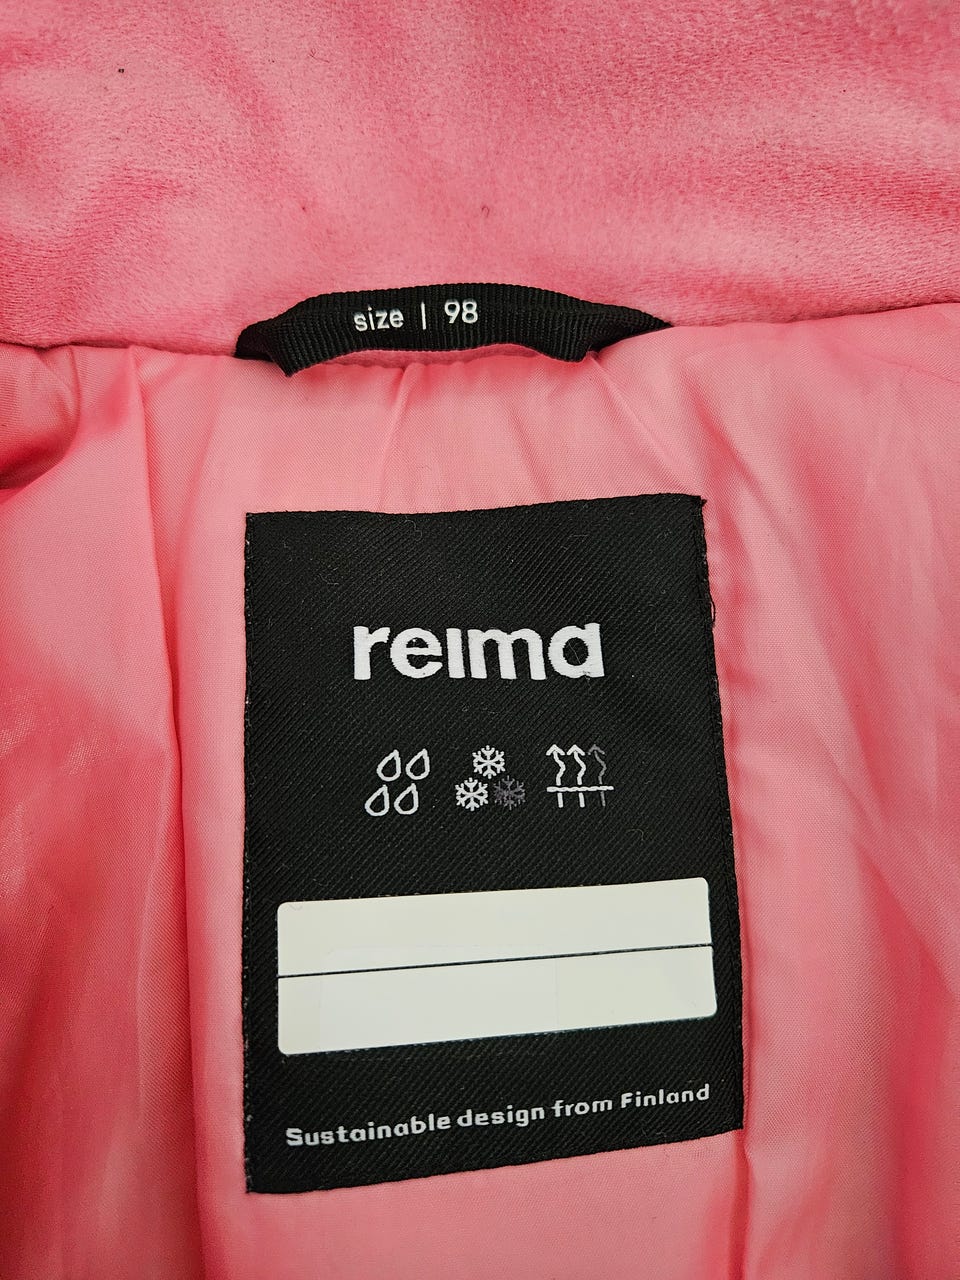 size | 98
reima
Sustainable design from Finland